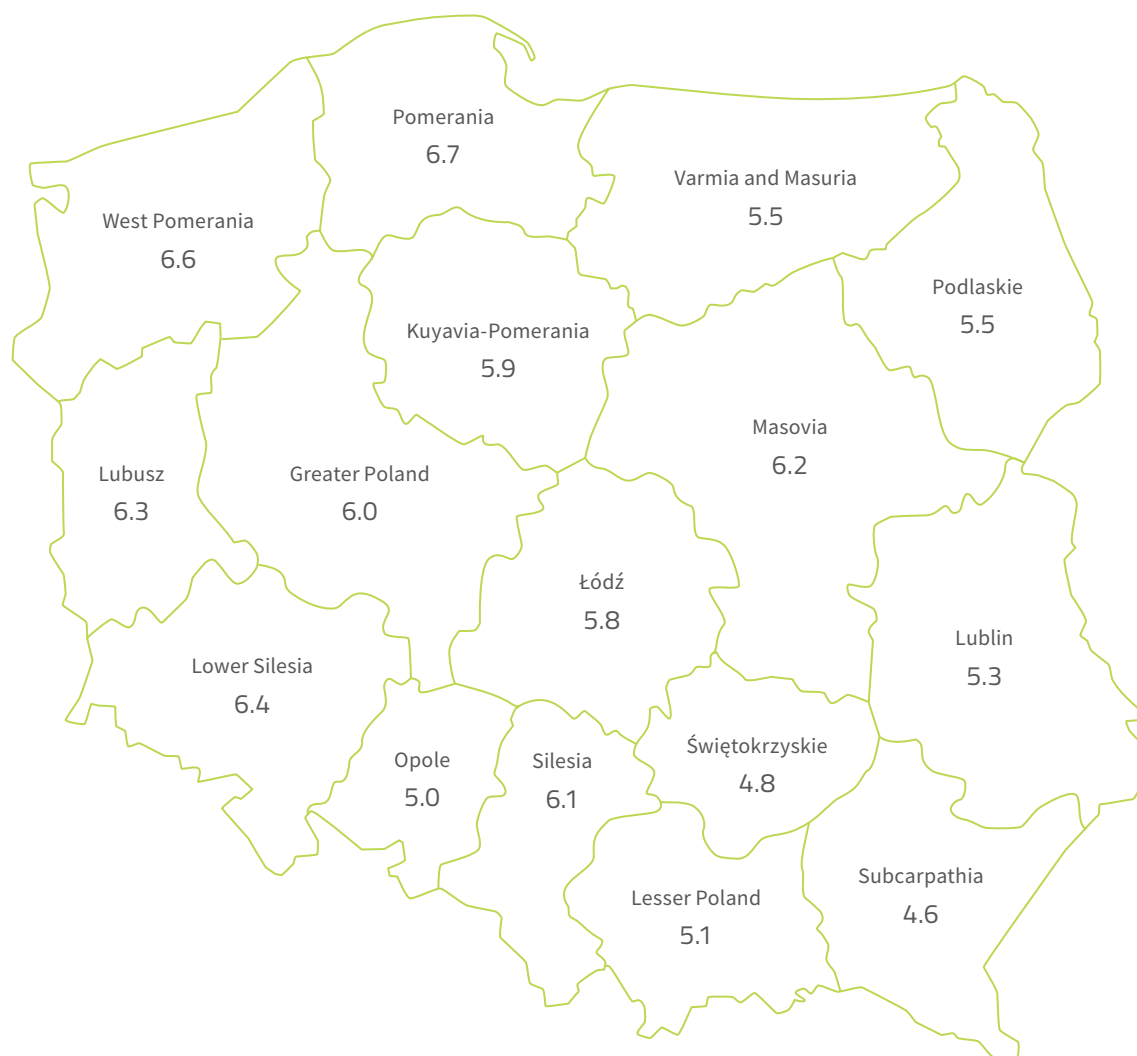 Pomerania
6.7
Varmia and Masuria
5.5
West Pomerania
6.6
Podlaskie
5.5
Kuyavia-Pomerania
5.9
Masovia
6.2
Lubusz
6.3
Greater Poland
6.0
Łódź
5.8
Lublin
5.3
Lower Silesia
6.4
Świętokrzyskie
4.8
Opole
5.0
Silesia
6.1
Subcarpathia
4.6
Lesser Poland
5.1